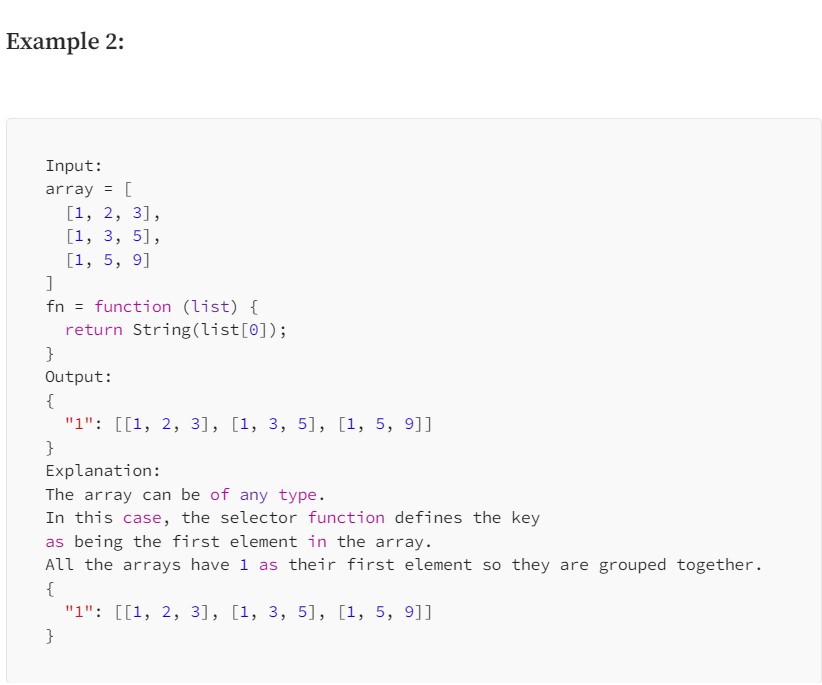 Example 2:
Input:
array = [
  [1, 2, 3],
  [1, 3, 5],
  [1, 5, 9]
]
fn = function (list) {
  return String(list[0]);
}
Output:
{
  "1": [[1, 2, 3], [1, 3, 5], [1, 5, 9]]
}
Explanation:
The array can be of any type.
In this case, the selector function defines the key
as being the first element in the array.
All the arrays have 1 as their first element so they are grouped together.
{
  "1": [[1, 2, 3], [1, 3, 5], [1, 5, 9]]
}